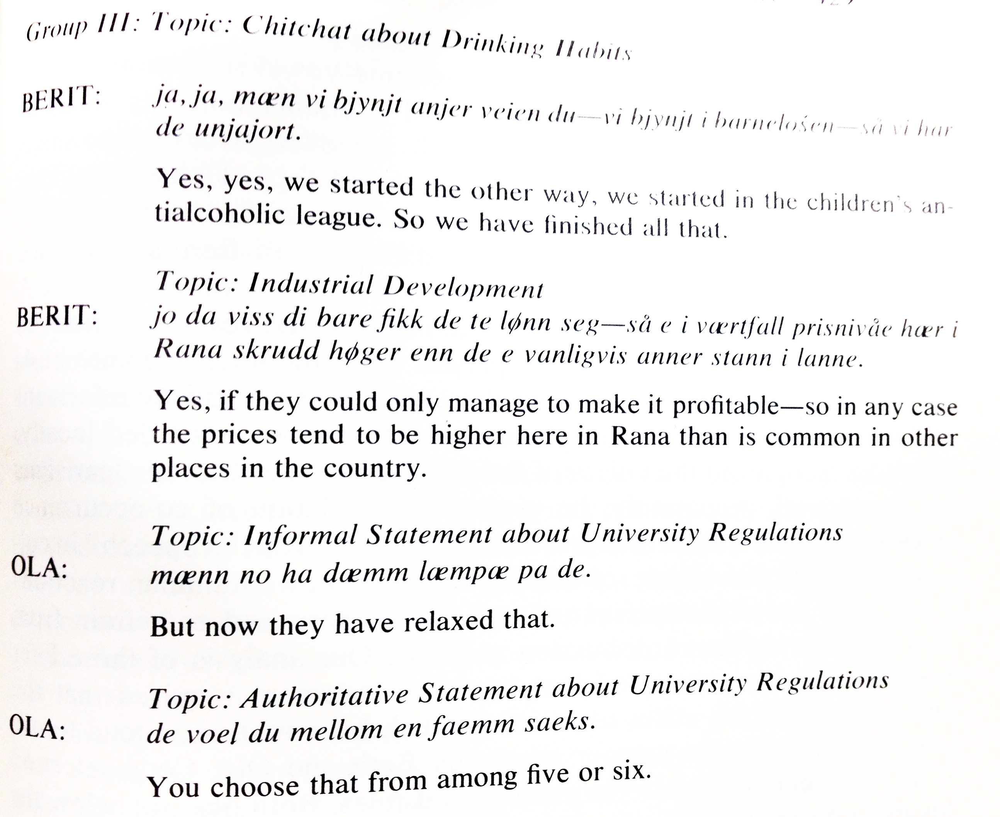 Group III: Topic: Chitchat about Drinking Habits
BERIT: ja, ja, mæn vi bjynjt anjer veien du—vi bjynjt i barnelośen—så vi har
de unjajort.
Yes, yes, we started the other way, we started in the children's an-
tialcoholic league. So we have finished all that.
Topic: Industrial Development
BERIT: jo da viss di bare fikk de te lønn seg—så e i værtfall prisnivåe hær i
Rana skrudd høger enn de e vanligvis anner stann i lanne.
Yes, if they could only manage to make it profitable—so in any case
the prices tend to be higher here in Rana than is common in other
places in the country.
Topic: Informal Statement about University Regulations
OLA: mænn no ha dæmm læmpæ pa de.
But now they have relaxed that.
Topic: Authoritative Statement about University Regulations
OLA: de voel du mellom en faemm saeks.
You choose that from among five or six.